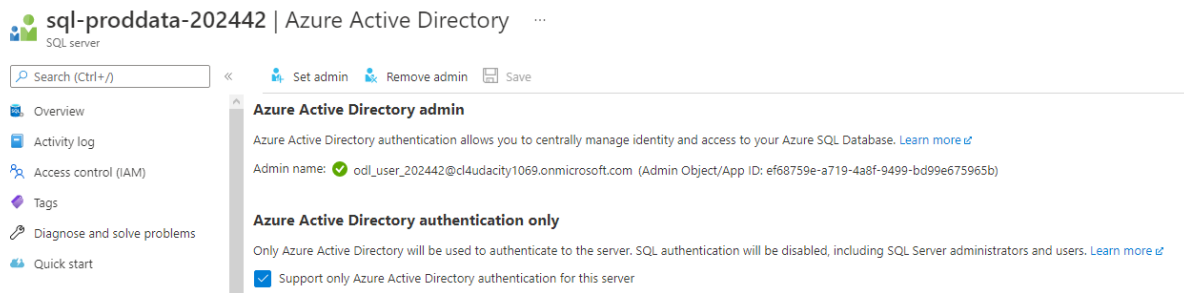 sql-proddata-202442 | Azure Active Directory ...
SQL server
Search (Ctrl+/) «
Set admin Remove admin Save
Overview
Activity log
Access control (IAM)
Tags
Diagnose and solve problems
Quick start
Azure Active Directory admin
Azure Active Directory authentication allows you to centrally manage identity and access to your Azure SQL Database. Learn more
Admin name: odl_user_202442@cl4udacity1069.onmicrosoft.com (Admin Object/App ID: ef68759e-a719-4a8f-9499-bd99e675965b)
Azure Active Directory authentication only
Only Azure Active Directory will be used to authenticate to the server. SQL authentication will be disabled, including SQL Server administrators and users. Learn more
Support only Azure Active Directory authentication for this server